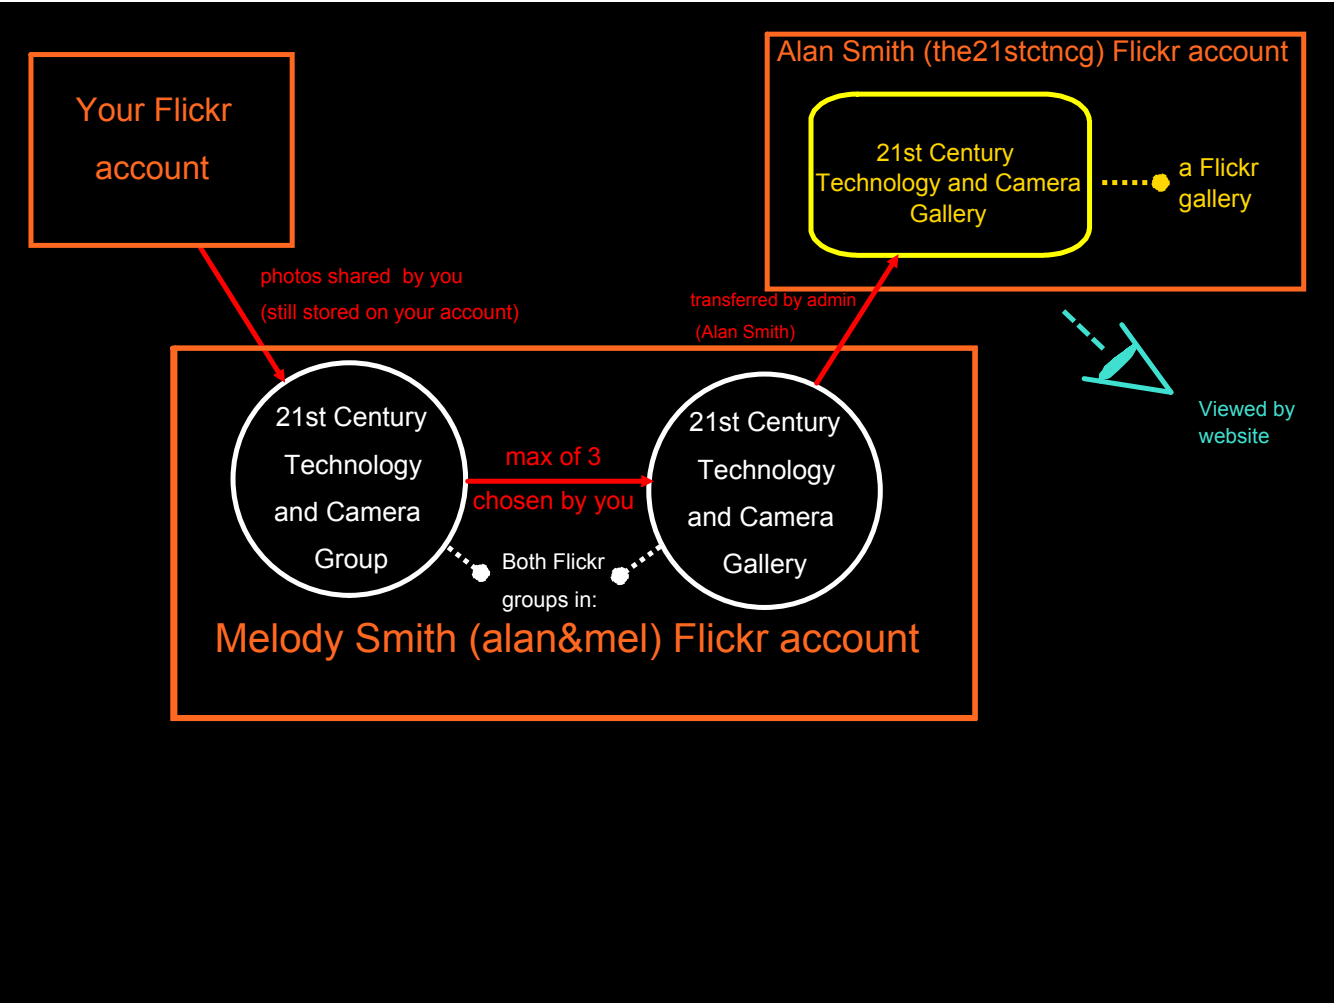 Alan Smith (the21stctncg) Flickr account
Your Flickr
account
21st Century
Technology and Camera
Gallery
a Flickr
gallery
photos shared by you
(still stored on your account)
transferred by admin
(Alan Smith)
21st Century
Technology
and Camera
Group
max of 3
chosen by you
21st Century
Technology
and Camera
Gallery
Viewed by
website
Both Flickr
groups in:
Melody Smith (alan&mel) Flickr account